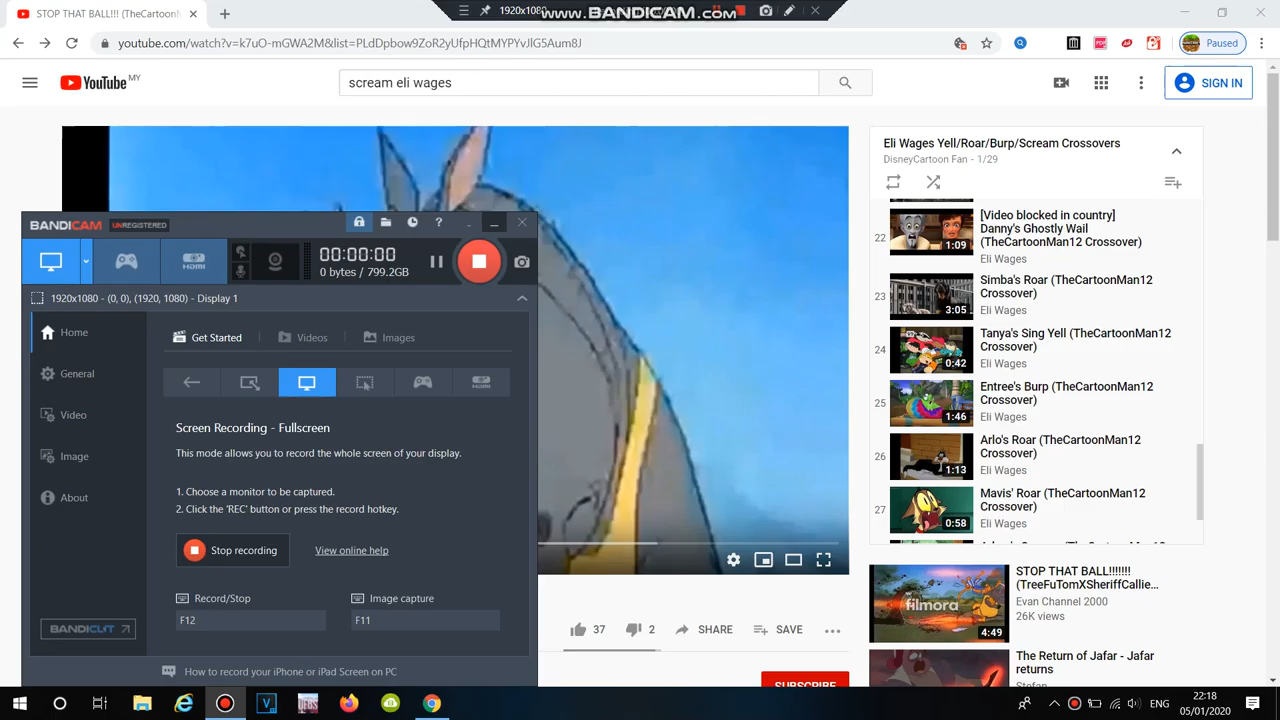 STOP THAT BALL!!! (TheCartoon
1920x1080
www.BANDICAM.com
youtube.com/watch?v=k7uO-mGWA2M&list=PLdDpbow9ZoR2yUfpHQtMYPYvJlG5Aum8J
Paused
YouTube MY
scream eli wages
SIGN IN
Eli Wages Yell/Roar/Burp/Scream Crossovers
DisneyCartoon Fan - 1/29
22
1:09
[Video blocked in country]
Danny's Ghostly Wail
(TheCartoonMan12
Crossover)
Eli Wages
23
3:05
Simba's Roar (TheCartoonMan12
Crossover)
Eli Wages
24
0:42
Tanya's Sing Yell (TheCartoonMan12
Crossover)
Eli Wages
25
1:46
Entree's Burp (TheCartoonMan12
Crossover)
Eli Wages
26
1:13
Arlo's Roar (TheCartoonMan12
Crossover)
Eli Wages
27
0:58
Mavis' Roar (TheCartoonMan12
Crossover)
Eli Wages
BANDICAM UNREGISTERED
00:00:00
0 bytes / 799.2GB
1920x1080 - (0, 0), (1920, 1080) - Display 1
Home
General
Video
Image
About
BANDICUT
Get Started
Videos
Images
HDMI
Screen Recording - Fullscreen
This mode allows you to record the whole screen of your display.
1. Choose a monitor to be captured.
2. Click the 'REC' button or press the record hotkey.
Stop recording
View online help
Record/Stop
Image capture
F12
F11
How to record your iPhone or iPad Screen on PC
37
2
SHARE
SAVE
SUBSCRIBE
filmora
4:49
STOP THAT BALL!!!!!!!
(TreeFuTomXSheriffCallie...
Evan Channel 2000
26K views
The Return of Jafar - Jafar
returns
Stefan
ENG
22:18
05/01/2020